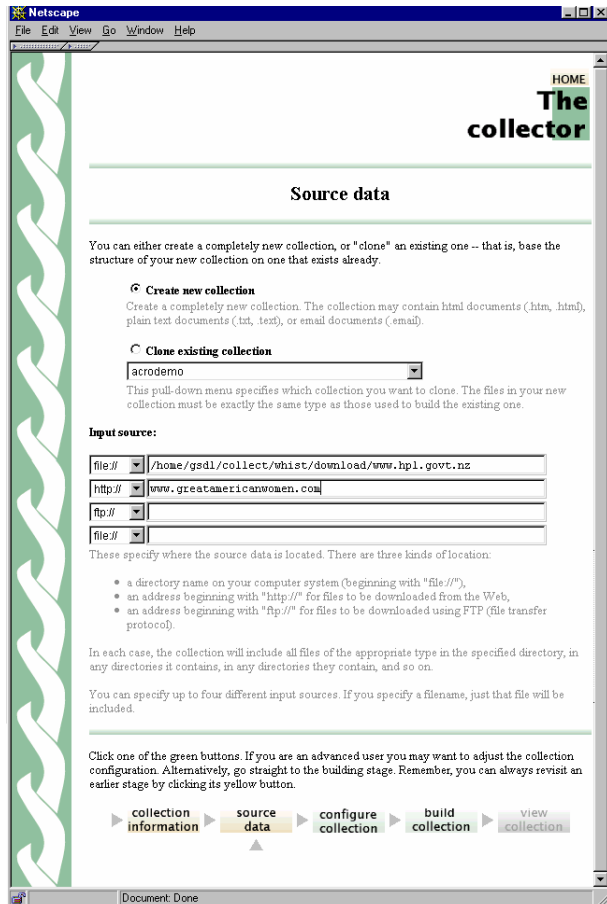 Netscape
File Edit View Go Window Help
HOME
The
collector
Source data
You can either create a completely new collection, or "clone" an existing one -- that is, base the
structure of your new collection on one that exists already.
Create new collection
Create a completely new collection. The collection may contain html documents (.htm, .html),
plain text documents (.txt, .text), or email documents (.email).
Clone existing collection
acrodemo
This pull-down menu specifies which collection you want to clone. The files in your new
collection must be exactly the same type as those used to build the existing one.
Input source:
file:// /home/gsdl/collect/whist/download/www.hpl.govt.nz
http:// www.greatamericanwomen.com
ftp://
file://
These specify where the source data is located. There are three kinds of location:
• a directory name on your computer system (beginning with "file://"),
• an address beginning with "http://" for files to be downloaded from the Web,
• an address beginning with "ftp://" for files to be downloaded using FTP (file transfer
protocol).
In each case, the collection will include all files of the appropriate type in the specified directory, in
any directories it contains, in any directories they contain, and so on.
You can specify up to four different input sources. If you specify a filename, just that file will be
included.
Click one of the green buttons. If you are an advanced user you may want to adjust the collection
configuration. Alternatively, go straight to the building stage. Remember, you can always revisit an
earlier stage by clicking its yellow button.
collection information
source data
configure collection
build collection
view collection
Document: Done